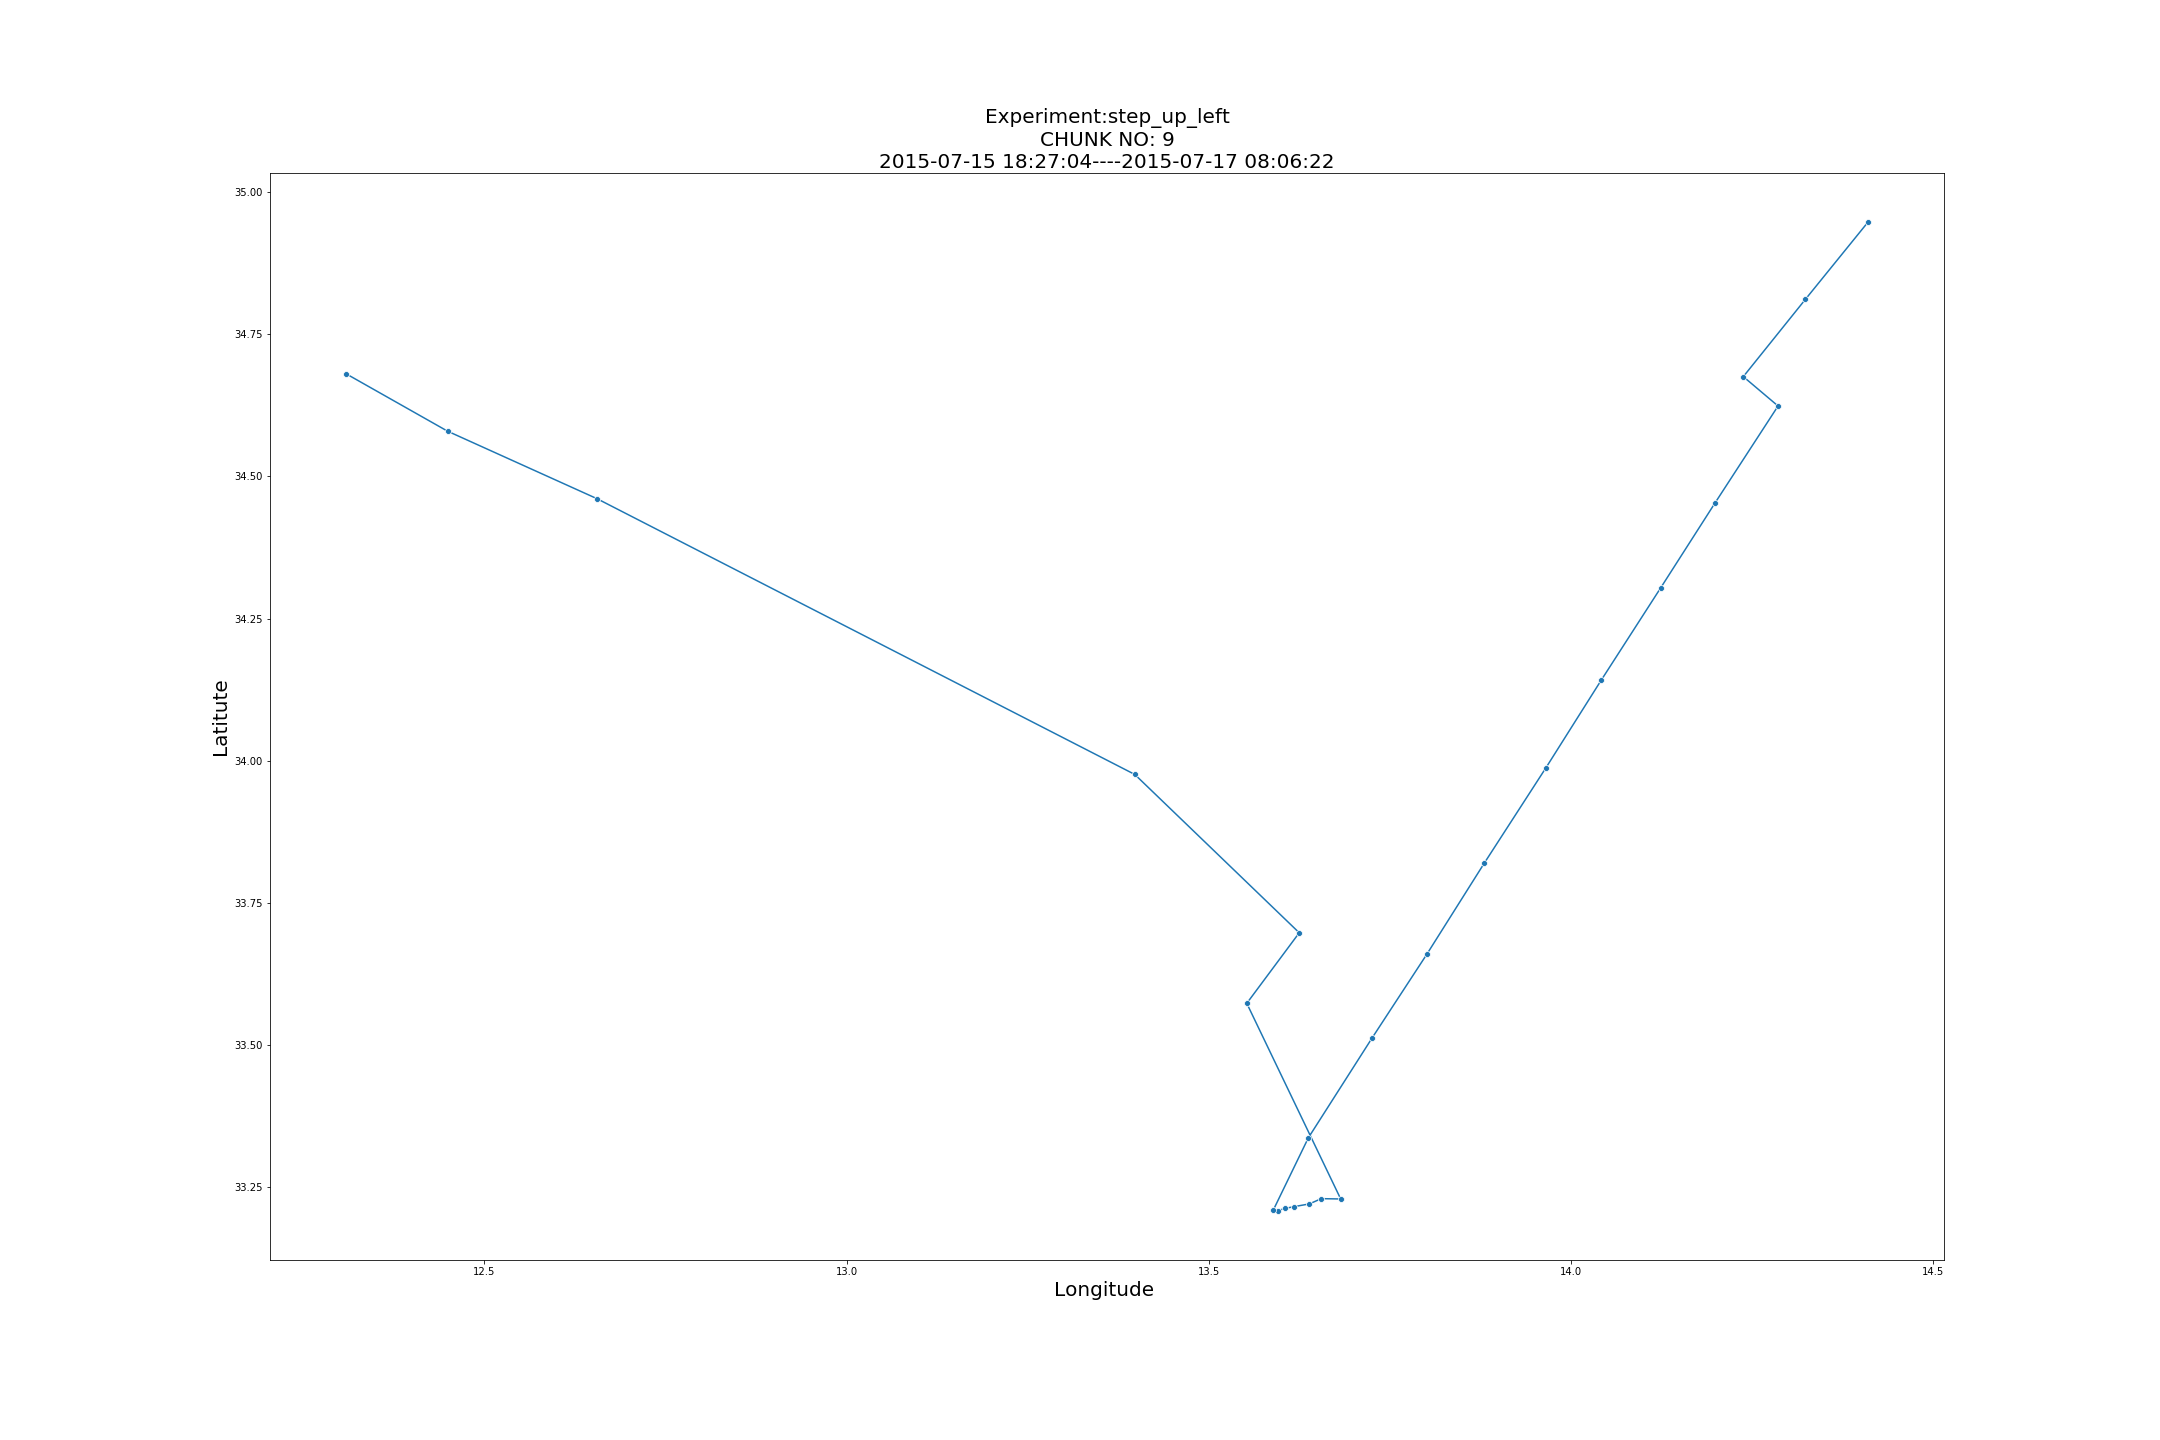 Experiment:step_up_left
CHUNK NO: 9
2015-07-15 18:27:04----2015-07-17 08:06:22
35.00
34.75
34.50
34.25
34.00
33.75
33.50
33.25
Latitute
12.5
13.0
13.5
14.0
14.5
Longitude